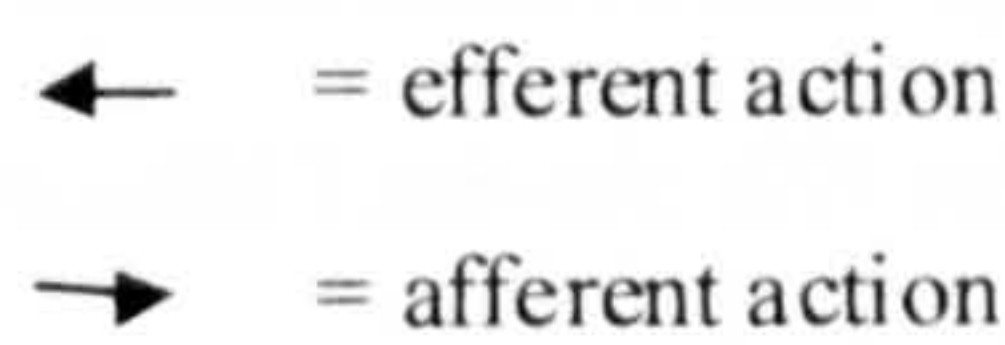 = efferent action
= afferent action